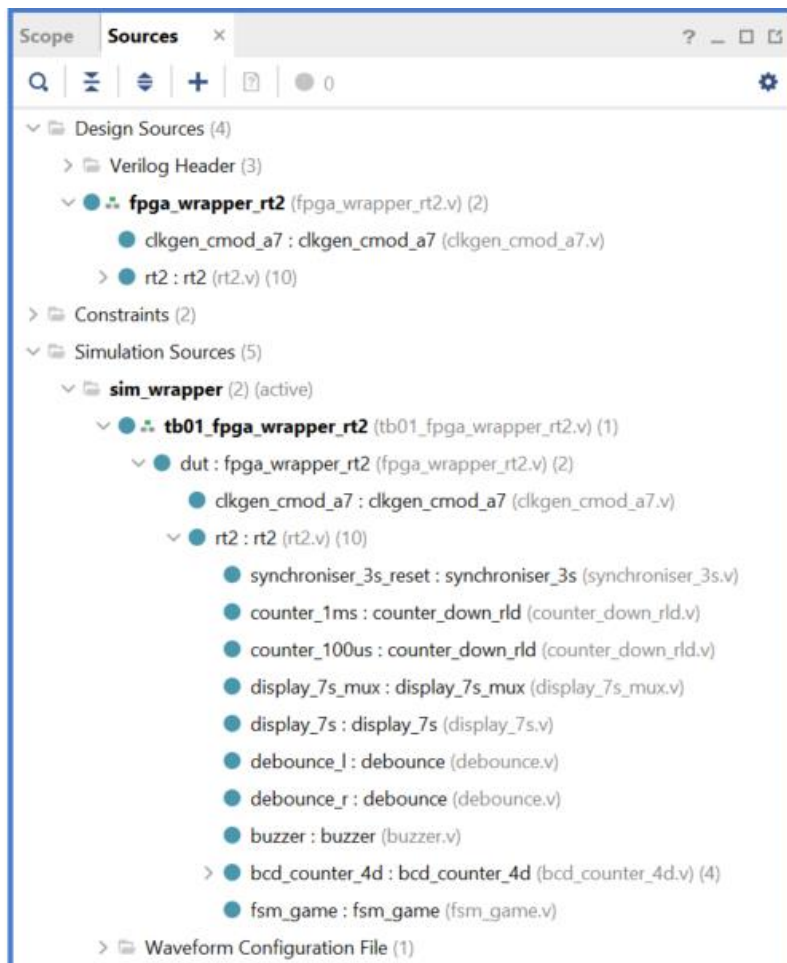 Scope Sources ×
? 0
Design Sources (4)
Verilog Header (3)
fpga_wrapper_rt2 (fpga_wrapper_rt2.v) (2)
clkgen_cmod_a7 : clkgen_cmod_a7 (clkgen_cmod_a7.v)
rt2 : rt2 (rt2.v) (10)
Constraints (2)
Simulation Sources (5)
sim_wrapper (2) (active)
tb01_fpga_wrapper_rt2 (tb01_fpga_wrapper_rt2.v) (1)
dut : fpga_wrapper_rt2 (fpga_wrapper_rt2.v) (2)
clkgen_cmod_a7 : clkgen_cmod_a7 (clkgen_cmod_a7.v)
rt2 : rt2 (rt2.v) (10)
synchroniser_3s_reset : synchroniser_3s (synchroniser_3s.v)
counter_1ms : counter_down_rld (counter_down_rld.v)
counter_100us : counter_down_rld (counter_down_rld.v)
display_7s_mux : display_7s_mux (display_7s_mux.v)
display_7s : display_7s (display_7s.v)
debounce_l : debounce (debounce.v)
debounce_r : debounce (debounce.v)
buzzer : buzzer (buzzer.v)
bcd_counter_4d : bcd_counter_4d (bcd_counter_4d.v) (4)
fsm_game : fsm_game (fsm_game.v)
Waveform Configuration File (1)